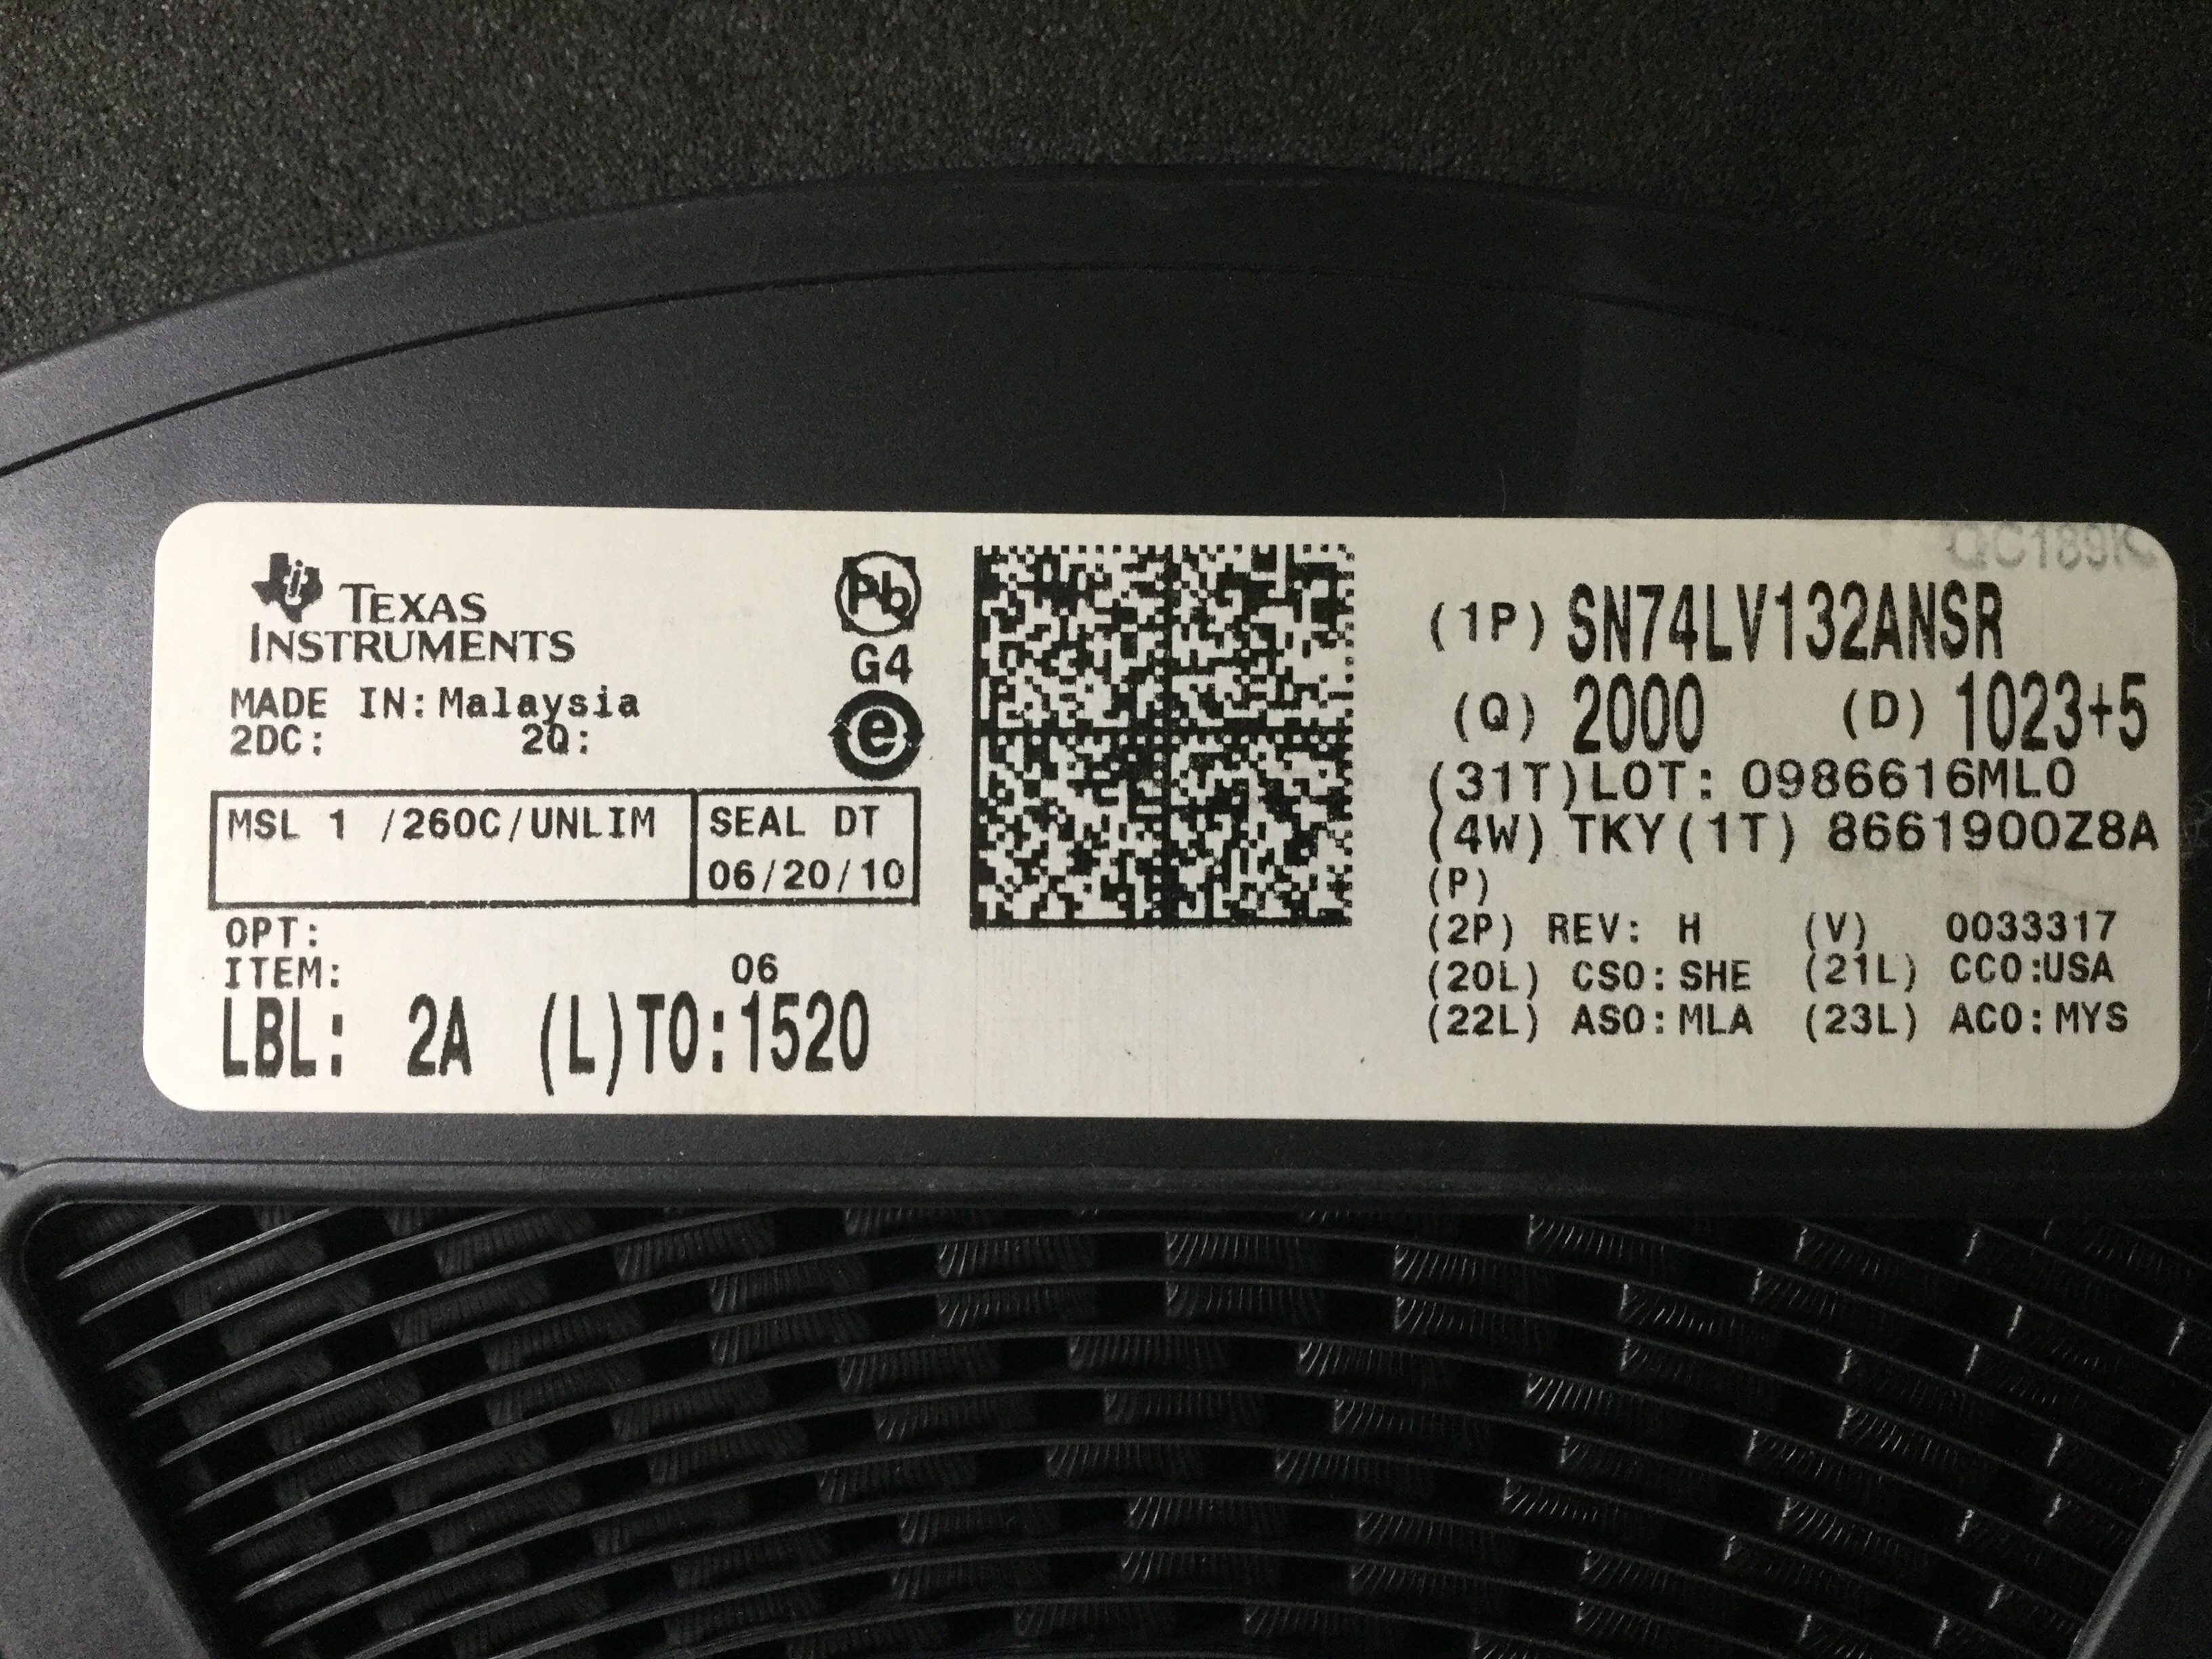 TEXAS
INSTRUMENTS
MADE IN: Malaysia
2DC: 2Q:
Pb
G4
e
MSL 1 /260C/UNLIM
SEAL DT
06/20/10
OPT:
ITEM: 06
LBL: 2A (L)TO:1520
(1P) SN74LV132ANSR
(Q) 2000 (D) 1023+5
(31T)LOT: 0986616ML0
(4W) TKY(1T) 8661900Z8A
(P)
(2P) REV: H (V) 0033317
(20L) CSO:SHE (21L) CCO:USA
(22L) ASO:MLA (23L) ACO:MYS